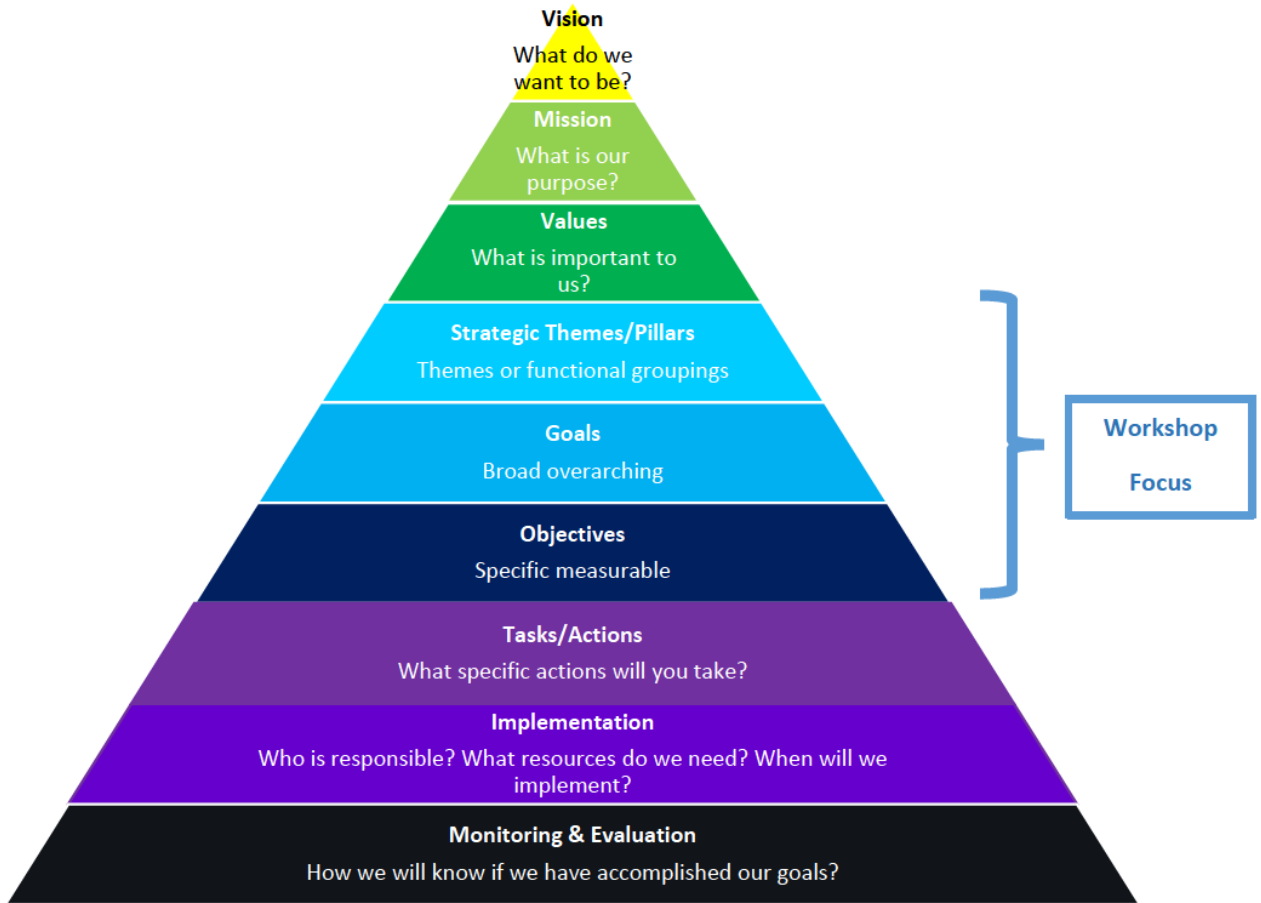 Vision
What do we
want to be?
Mission
What is our
purpose?
Values
What is important to
us?
Strategic Themes/Pillars
Themes or functional groupings
Goals
Broad overarching
Objectives
Specific measurable
Workshop
Focus
Tasks/Actions
What specific actions will you take?
Implementation
Who is responsible? What resources do we need? When will we
implement?
Monitoring & Evaluation
How we will know if we have accomplished our goals?